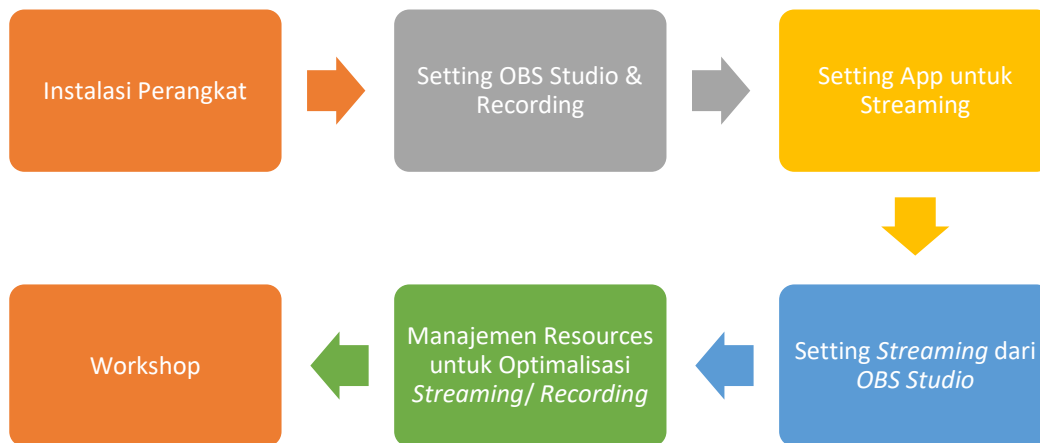 Instalasi Perangkat
Setting OBS Studio &
Recording
Setting App untuk
Streaming
Setting Streaming dari
OBS Studio
Manajemen Resources
untuk Optimalisasi
Streaming/ Recording
Workshop